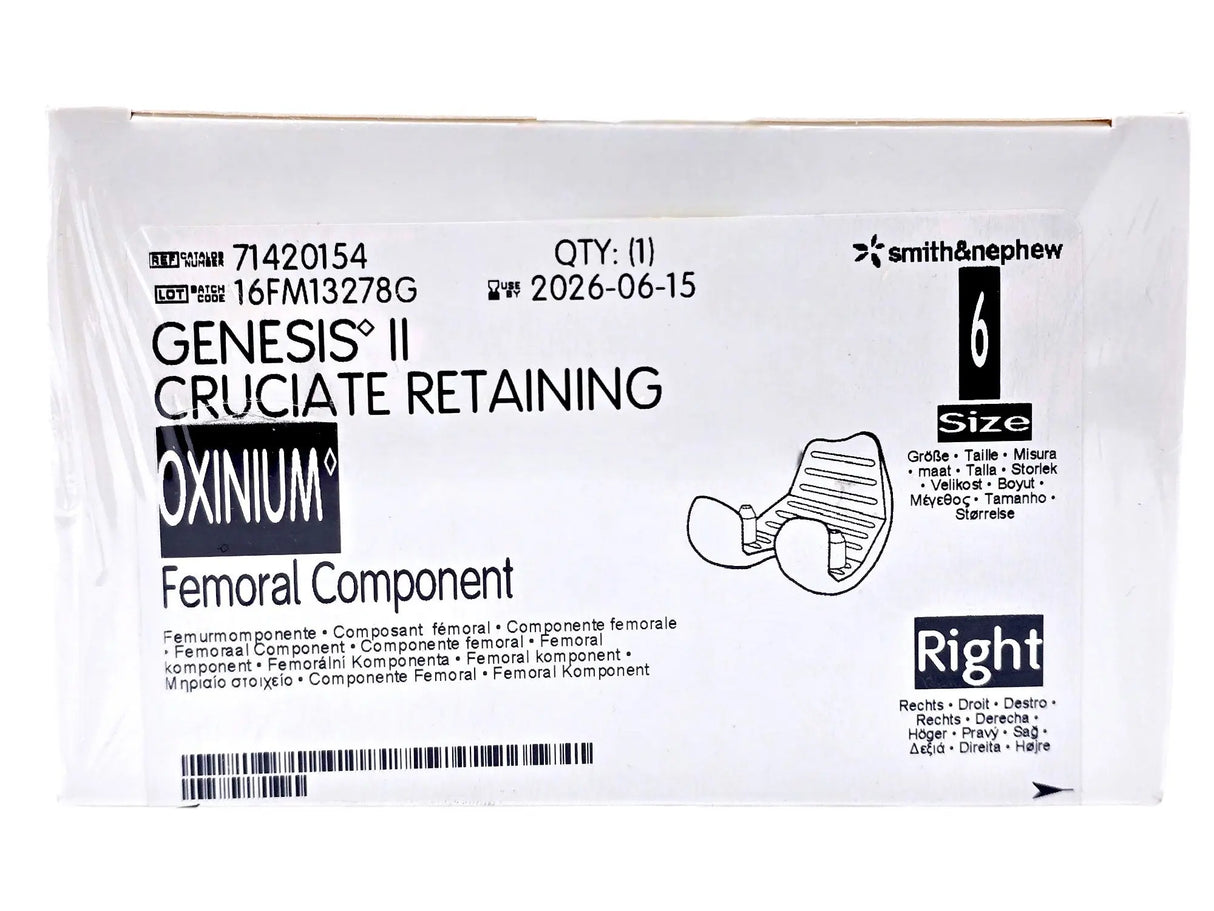 REF CATALOG NUMBER 71420154
QTY: (1)
smith&nephew
LOT BATCH CODE 16FM13278G
USE BY 2026-06-15
GENESIS◊ II
CRUCIATE RETAINING
OXINIUM◊
Femoral Component
Femurmomponente • Composant fémoral • Componente femorale
• Femoraal Component • Componente femoral • Femoral
komponent • Femorální Komponenta • Femoral komponent •
Μηριαίο στοιχείο • Componente Femoral • Femoral Komponent
6
Size
Größe • Taille • Misura
• maat • Talla • Storlek
• Velikost • Boyut •
Μέγεθος • Tamanho •
Størrelse
Right
Rechts • Droit • Destro •
Rechts • Derecha •
Höger • Pravý • Sağ •
Δεξιά • Direita • Højre